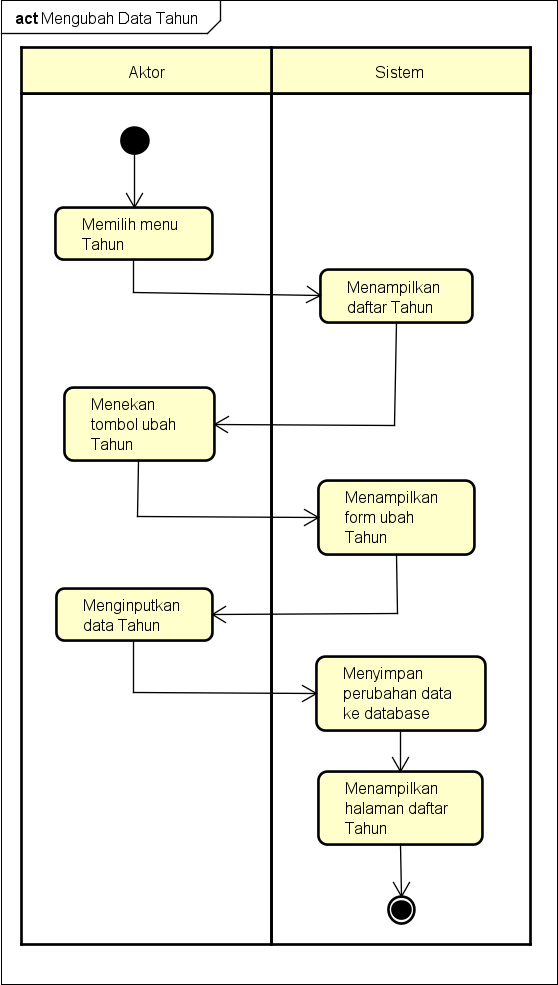 act Mengubah Data Tahun
Aktor
Sistem
Memilih menu
Tahun
Menampilkan
daftar Tahun
Menekan
tombol ubah
Tahun
Menampilkan
form ubah
Tahun
Menginputkan
data Tahun
Menyimpan
perubahan data
ke database
Menampilkan
halaman daftar
Tahun